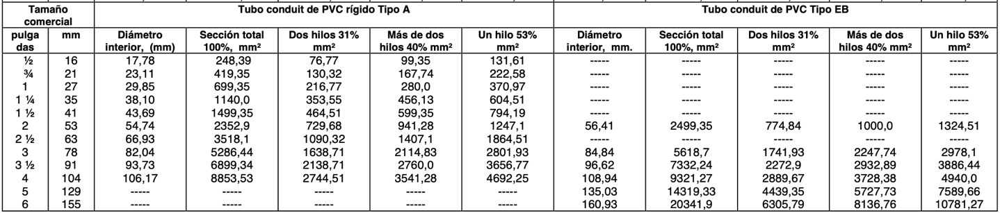 Tamaño comercial | Tubo conduit de PVC rígido Tipo A | Tubo conduit de PVC Tipo EB
pulgadas | mm | Diámetro interior, (mm) | Sección total 100%, mm² | Dos hilos 31% mm² | Más de dos hilos 40% mm² | Un hilo 53% mm² | Diámetro interior, mm. | Sección total 100%, mm² | Dos hilos 31% mm² | Más de dos hilos 40% mm² | Un hilo 53% mm²
½ | 16 | 17,78 | 248,39 | 76,77 | 99,35 | 131,61 | ----- | ----- | ----- | ----- | -----
¾ | 21 | 23,11 | 419,35 | 130,32 | 167,74 | 222,58 | ----- | ----- | ----- | ----- | -----
1 | 27 | 29,85 | 699,35 | 216,77 | 280,0 | 370,97 | ----- | ----- | ----- | ----- | -----
1 ¼ | 35 | 38,10 | 1140,0 | 353,55 | 456,13 | 604,51 | ----- | ----- | ----- | ----- | -----
1 ½ | 41 | 43,69 | 1499,35 | 464,51 | 599,35 | 794,19 | ----- | ----- | ----- | ----- | -----
2 | 53 | 54,74 | 2352,9 | 729,68 | 941,28 | 1247,1 | 56,41 | 2499,35 | 774,84 | 1000,0 | 1324,51
2 ½ | 63 | 66,93 | 3518,1 | 1090,32 | 1407,1 | 1864,51 | ----- | ----- | ----- | ----- | -----
3 | 78 | 82,04 | 5286,44 | 1638,71 | 2114,83 | 2801,93 | 84,84 | 5618,7 | 1741,93 | 2247,74 | 2978,1
3 ½ | 91 | 93,73 | 6899,34 | 2138,71 | 2760,0 | 3656,77 | 96,62 | 7332,24 | 2272,9 | 2932,89 | 3886,44
4 | 104 | 106,17 | 8853,53 | 2744,51 | 3541,28 | 4692,25 | 108,94 | 9321,27 | 2889,67 | 3728,38 | 4940,0
5 | 129 | ----- | ----- | ----- | ----- | ----- | 135,03 | 14319,33 | 4439,35 | 5727,73 | 7589,66
6 | 155 | ----- | ----- | ----- | ----- | ----- | 160,93 | 20341,9 | 6305,79 | 8136,76 | 10781,27